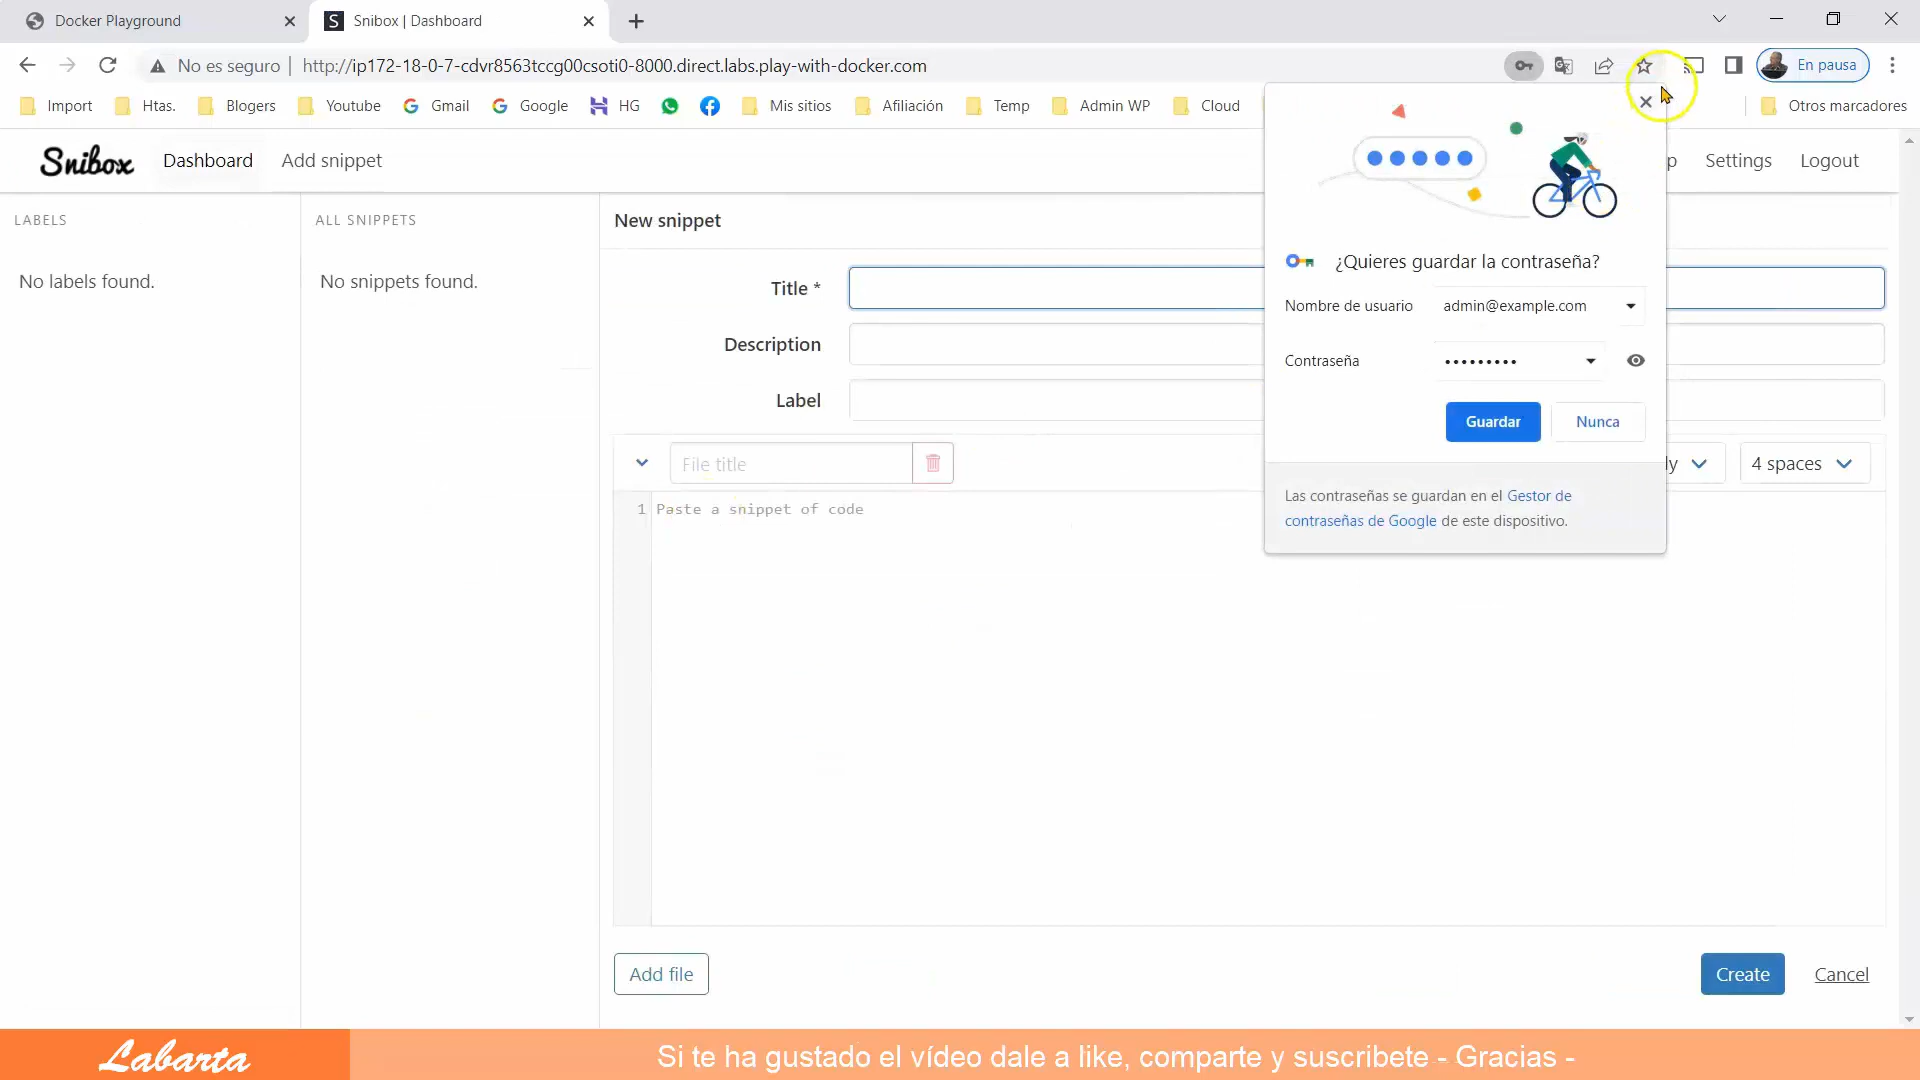 Docker Playground
S Snibox | Dashboard
No es seguro | http://ip172-18-0-7-cdvr8563tccg00csoti0-8000.direct.labs.play-with-docker.com
En pausa
Import Htas. Blogers Youtube Gmail Google HG Mis sitios Afiliación Temp Admin WP Cloud Otros marcadores
Snibox Dashboard Add snippet p Settings Logout
LABELS
No labels found.
ALL SNIPPETS
No snippets found.
New snippet
Title *
Description
Label
File title
ly
4 spaces
1 Paste a snippet of code
Add file
Create Cancel
¿Quieres guardar la contraseña?
Nombre de usuario admin@example.com
Contraseña •••••••••
Guardar Nunca
Las contraseñas se guardan en el Gestor de
contraseñas de Google de este dispositivo.
Labarta
Si te ha gustado el vídeo dale a like, comparte y suscribete - Gracias -